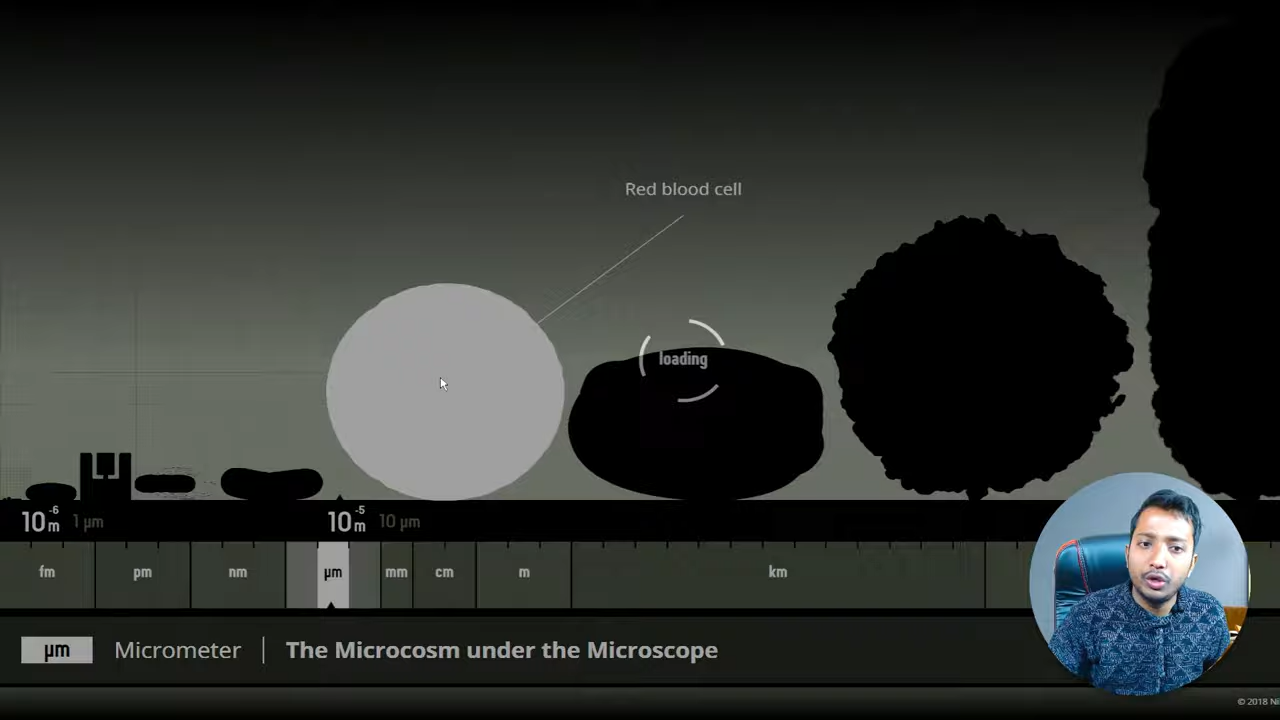 Red blood cell
loading
10⁻⁶m 1 µm
10⁻⁵m 10 µm
fm pm nm µm mm cm m km
µm Micrometer | The Microcosm under the Microscope
© 2018